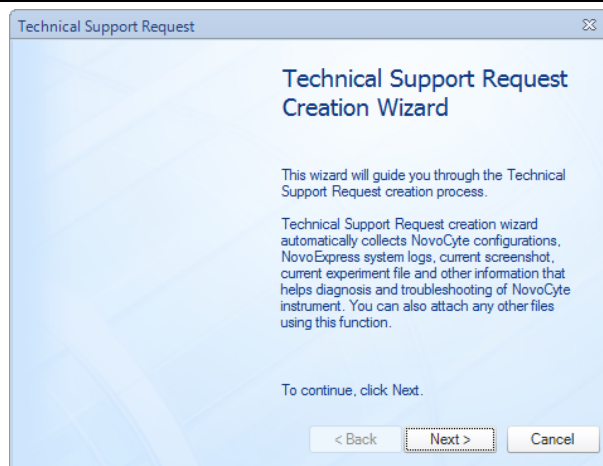 Technical Support Request
Technical Support Request
Creation Wizard
This wizard will guide you through the Technical
Support Request creation process.
Technical Support Request creation wizard
automatically collects NovoCyte configurations,
NovoExpress system logs, current screenshot,
current experiment file and other information that
helps diagnosis and troubleshooting of NovoCyte
instrument. You can also attach any other files
using this function.
To continue, click Next.
< Back Next > Cancel